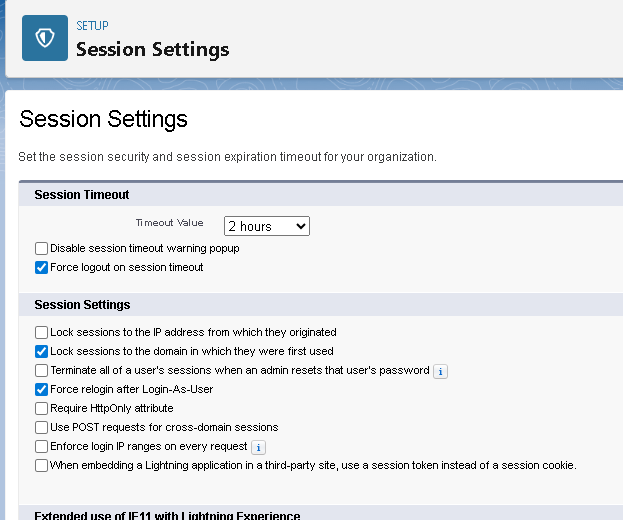 SETUP
Session Settings
Session Settings
Set the session security and session expiration timeout for your organization.
Session Timeout
Timeout Value 2 hours
Disable session timeout warning popup
Force logout on session timeout
Session Settings
Lock sessions to the IP address from which they originated
Lock sessions to the domain in which they were first used
Terminate all of a user's sessions when an admin resets that user's password i
Force relogin after Login-As-User
Require HttpOnly attribute
Use POST requests for cross-domain sessions
Enforce login IP ranges on every request i
When embedding a Lightning application in a third-party site, use a session token instead of a session cookie.
Extended use of IE11 with Lightning Experience